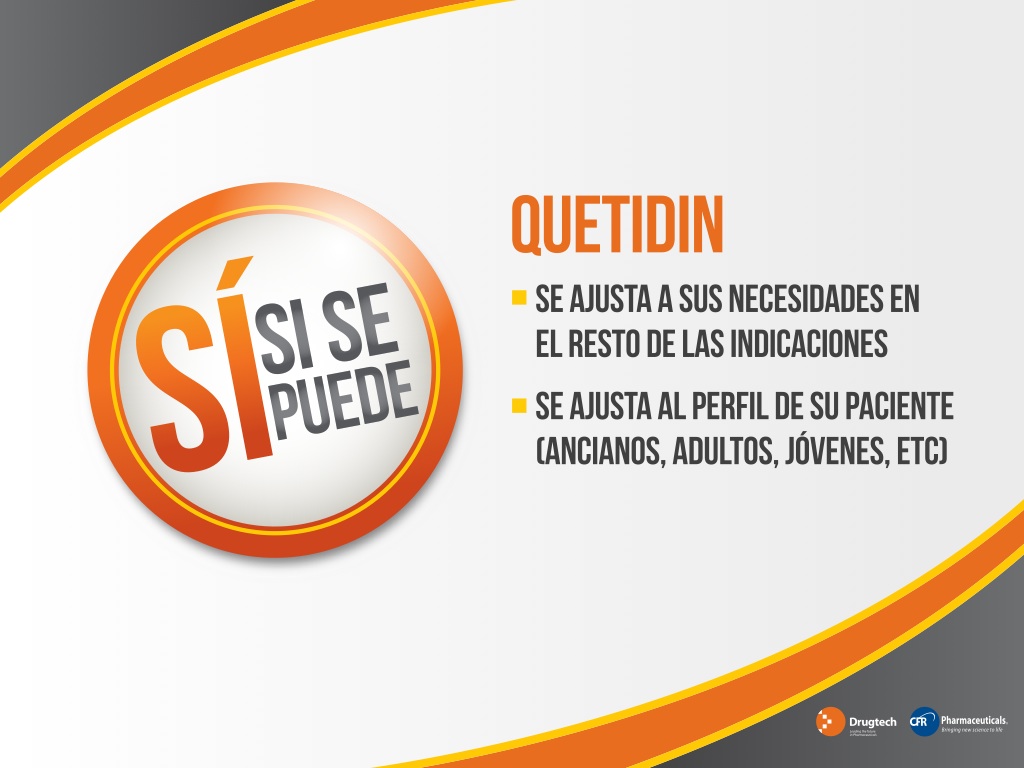 SÍ SI SE
PUEDE
QUETIDIN
SE AJUSTA A SUS NECESIDADES EN
EL RESTO DE LAS INDICACIONES
SE AJUSTA AL PERFIL DE SU PACIENTE
(ANCIANOS, ADULTOS, JÓVENES, ETC)
Drugtech
CFR Pharmaceuticals.
Bringing new science to life